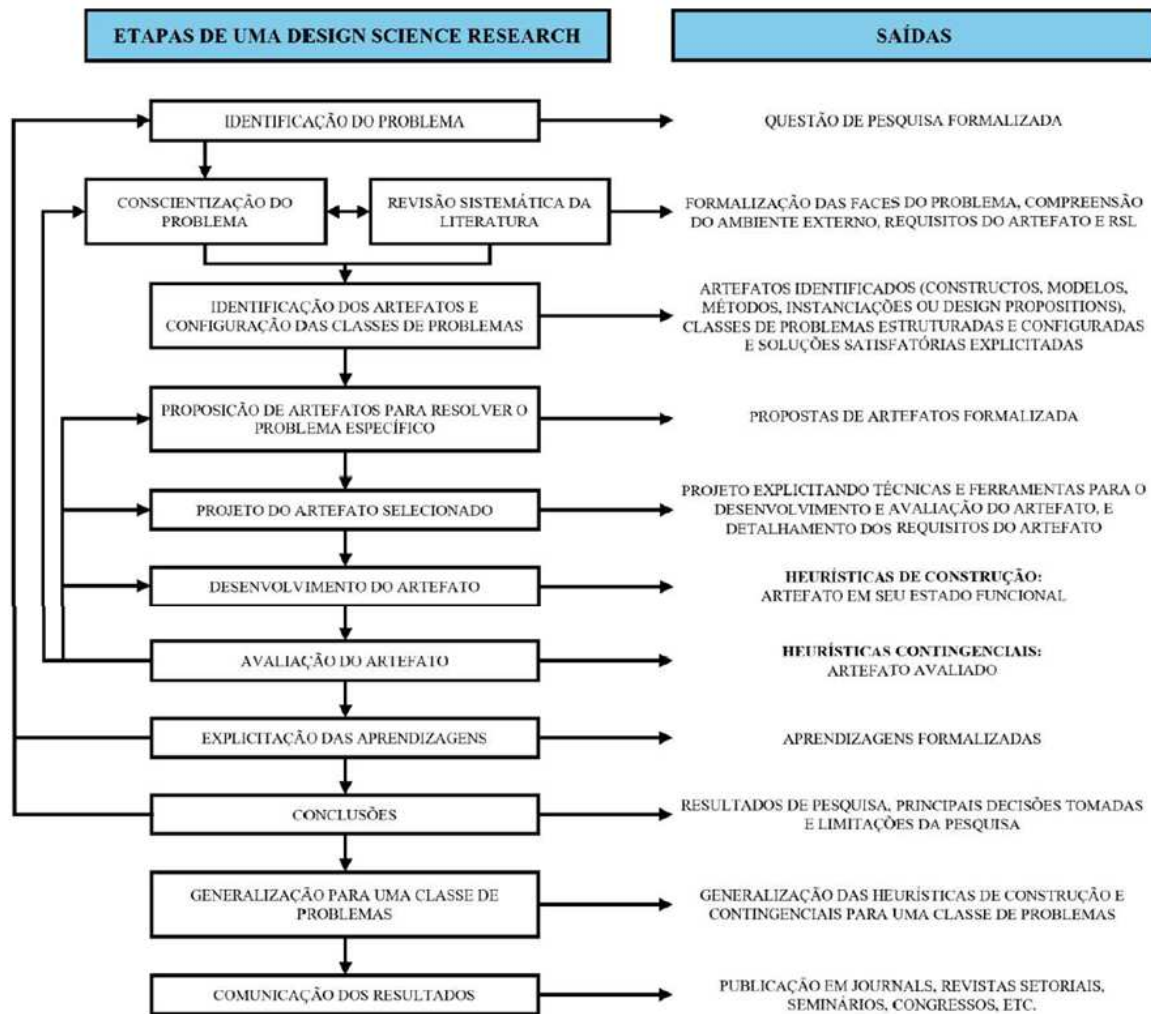 ETAPAS DE UMA DESIGN SCIENCE RESEARCH
SAÍDAS
IDENTIFICAÇÃO DO PROBLEMA
QUESTÃO DE PESQUISA FORMALIZADA
CONSCIENTIZAÇÃO DO
PROBLEMA
REVISÃO SISTEMÁTICA DA
LITERATURA
FORMALIZAÇÃO DAS FACES DO PROBLEMA, COMPREENSÃO
DO AMBIENTE EXTERNO, REQUISITOS DO ARTEFATO E RSL
IDENTIFICAÇÃO DOS ARTEFATOS E
CONFIGURAÇÃO DAS CLASSES DE PROBLEMAS
ARTEFATOS IDENTIFICADOS (CONSTRUCTOS, MODELOS,
MÉTODOS, INSTANCIAÇÕES OU DESIGN PROPOSITIONS),
CLASSES DE PROBLEMAS ESTRUTURADAS E CONFIGURADAS
E SOLUÇÕES SATISFATÓRIAS EXPLICITADAS
PROPOSIÇÃO DE ARTEFATOS PARA RESOLVER O
PROBLEMA ESPECÍFICO
PROPOSTAS DE ARTEFATOS FORMALIZADA
PROJETO DO ARTEFATO SELECIONADO
PROJETO EXPLICITANDO TÉCNICAS E FERRAMENTAS PARA O
DESENVOLVIMENTO E AVALIAÇÃO DO ARTEFATO, E
DETALHAMENTO DOS REQUISITOS DO ARTEFATO
DESENVOLVIMENTO DO ARTEFATO
HEURÍSTICAS DE CONSTRUÇÃO:
ARTEFATO EM SEU ESTADO FUNCIONAL
AVALIAÇÃO DO ARTEFATO
HEURÍSTICAS CONTINGENCIAIS:
ARTEFATO AVALIADO
EXPLICITAÇÃO DAS APRENDIZAGENS
APRENDIZAGENS FORMALIZADAS
CONCLUSÕES
RESULTADOS DE PESQUISA, PRINCIPAIS DECISÕES TOMADAS
E LIMITAÇÕES DA PESQUISA
GENERALIZAÇÃO PARA UMA CLASSE DE
PROBLEMAS
GENERALIZAÇÃO DAS HEURÍSTICAS DE CONSTRUÇÃO E
CONTINGENCIAIS PARA UMA CLASSE DE PROBLEMAS
COMUNICAÇÃO DOS RESULTADOS
PUBLICAÇÃO EM JOURNALS, REVISTAS SETORIAIS,
SEMINÁRIOS, CONGRESSOS, ETC.